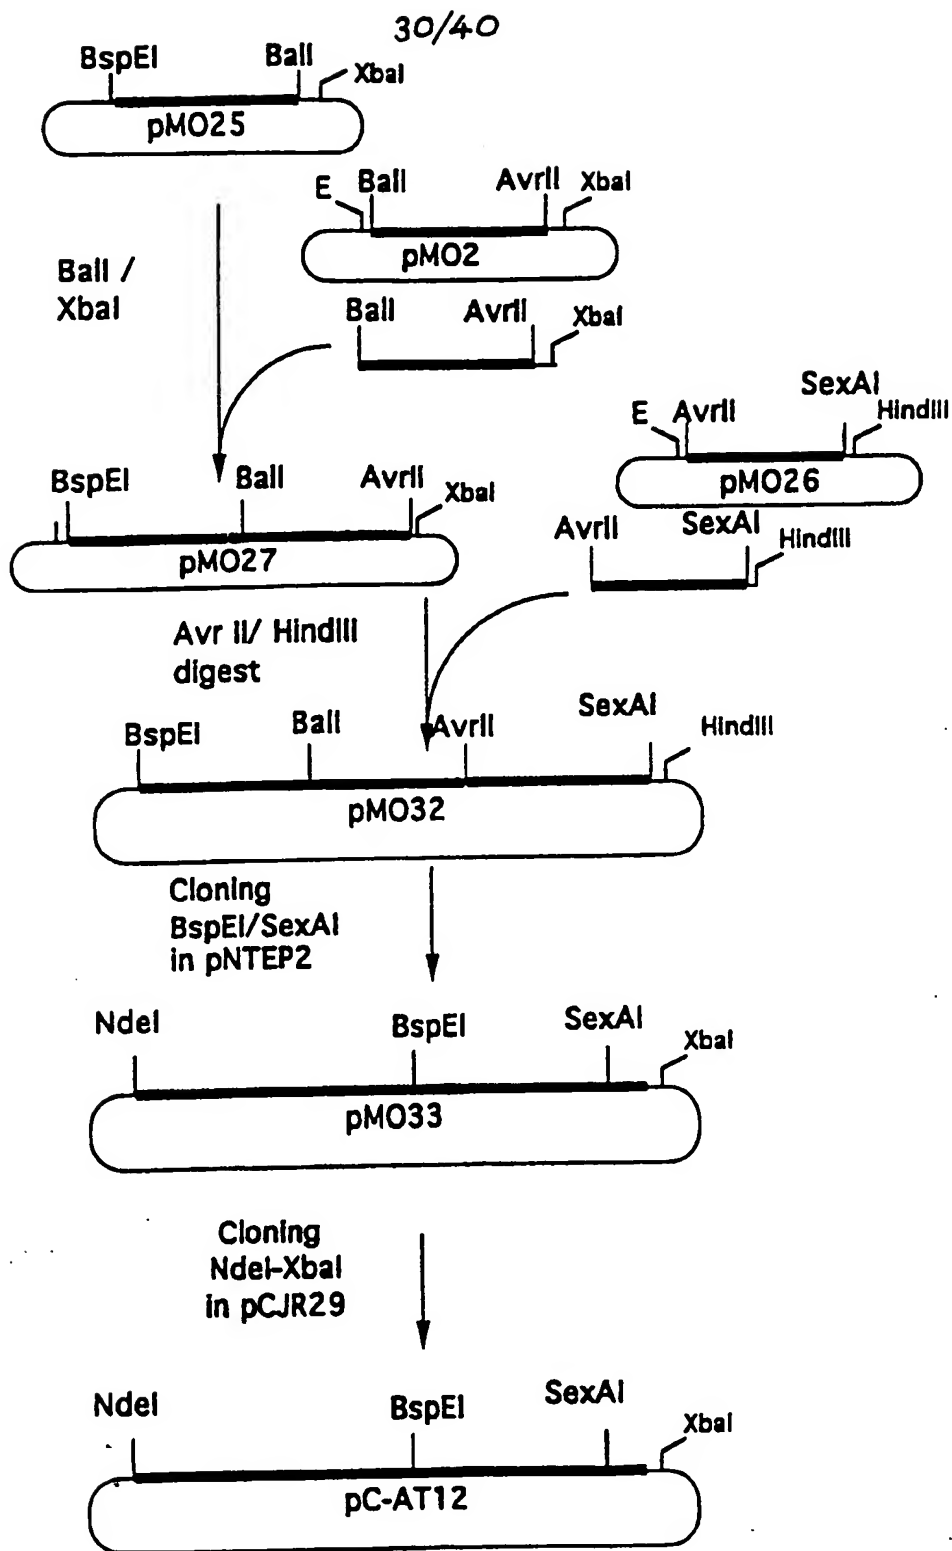 30/40
BspEI BalI XbaI
pMO25
E BalI AvrII XbaI
pMO2
BalI /
XbaI
BalI AvrII XbaI
SexAI
E AvrII HindIII
pMO26
BspEI BalI AvrII XbaI
pMO27
AvrII SexAI HindIII
Avr II/ HindIII
digest
BspEI BalI AvrII SexAI HindIII
pMO32
Cloning
BspEI/SexAI
in pNTEP2
NdeI BspEI SexAI XbaI
pMO33
Cloning
NdeI-XbaI
in pCJR29
NdeI BspEI SexAI XbaI
pC-AT12